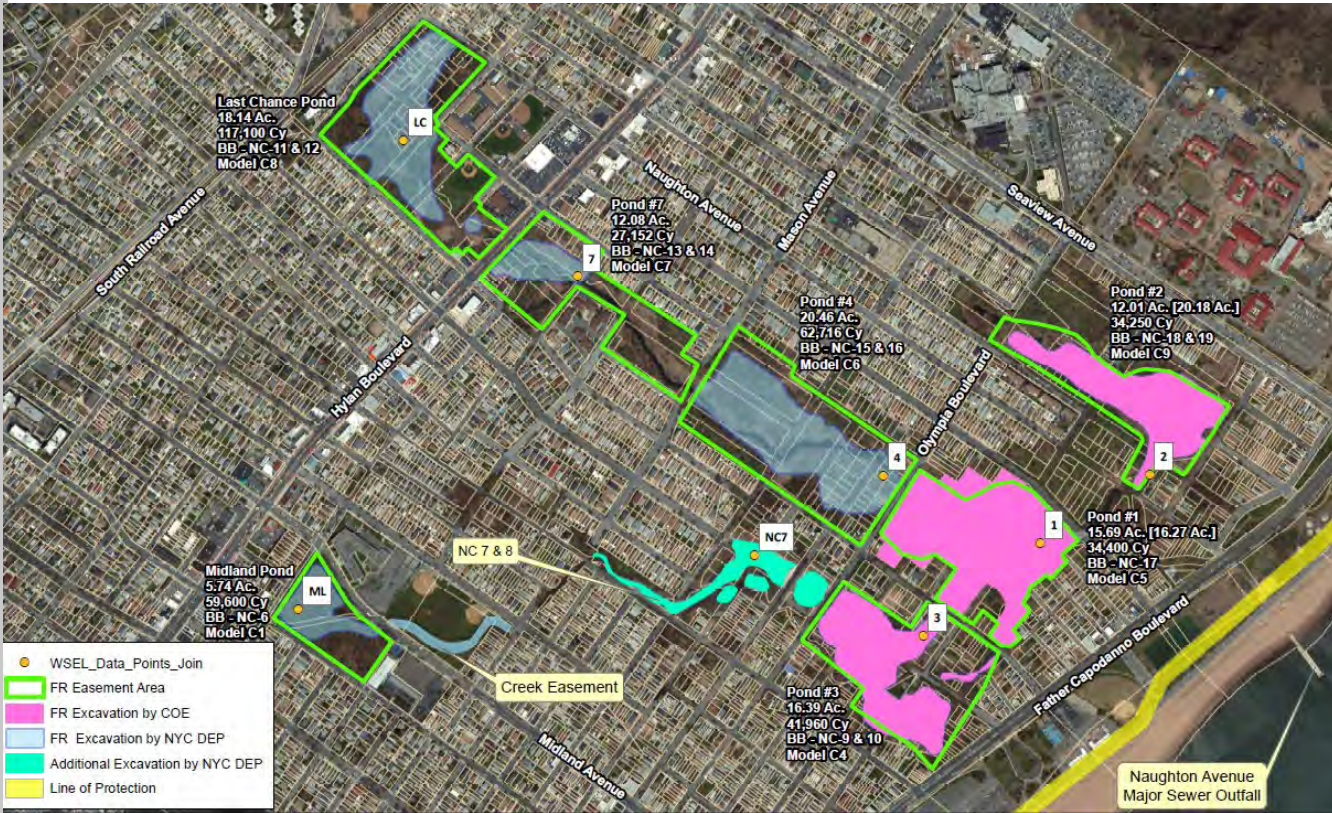 Last Chance Pond
18.14 Ac.
117,100 Cy
BB - NC-11 & 12
Model C8
LC
South Railroad Avenue
Naughton Avenue
Mason Avenue
Seaview Avenue
Pond #7
12.08 Ac.
27,152 Cy
BB - NC-13 & 14
Model C7
7
Hylan Boulevard
Pond #4
20.46 Ac.
62,716 Cy
BB - NC-15 & 16
Model C6
4
Olympia Boulevard
Pond #2
12.01 Ac. [20.18 Ac.]
34,250 Cy
BB - NC-18 & 19
Model C9
2
Pond #1
15.69 Ac. [16.27 Ac.]
34,400 Cy
BB - NC-17
Model C5
1
NC 7 & 8
NC7
Midland Pond
5.74 Ac.
59,600 Cy
BB - NC-6
Model C1
ML
Creek Easement
Midland Avenue
3
Pond #3
16.39 Ac.
41,960 Cy
BB - NC-9 & 10
Model C4
Father Capodanno Boulevard
Naughton Avenue
Major Sewer Outfall
WSEL_Data_Points_Join
FR Easement Area
FR Excavation by COE
FR Excavation by NYC DEP
Additional Excavation by NYC DEP
Line of Protection